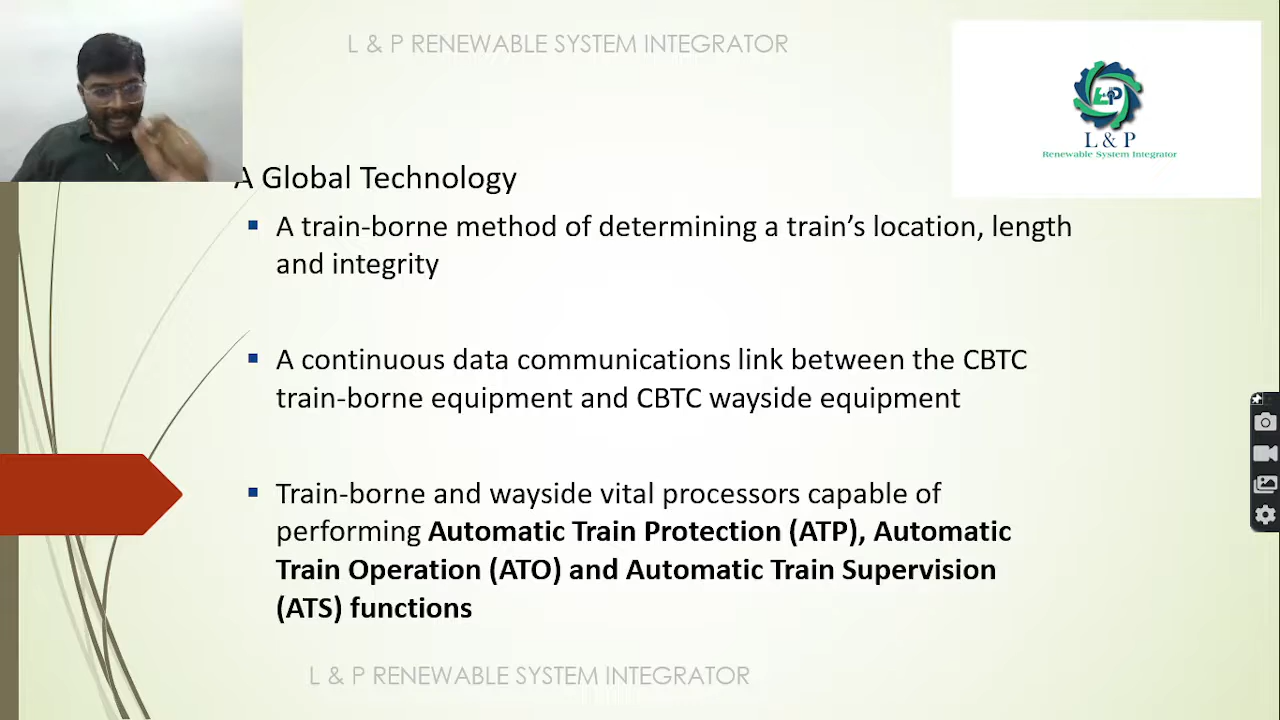 L & P RENEWABLE SYSTEM INTEGRATOR
L&P
L & P
Renewable System Integrator
A Global Technology
A train-borne method of determining a train’s location, length
and integrity
A continuous data communications link between the CBTC
train-borne equipment and CBTC wayside equipment
Train-borne and wayside vital processors capable of
performing Automatic Train Protection (ATP), Automatic
Train Operation (ATO) and Automatic Train Supervision
(ATS) functions
L & P RENEWABLE SYSTEM INTEGRATOR